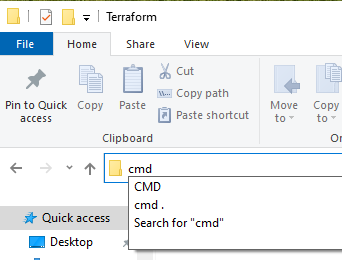 Terraform
File Home Share View
Pin to Quick access
Copy
Paste
Cut
Copy path
Paste shortcut
Move to
Copy to
Clipboard
cmd
CMD
cmd .
Search for "cmd"
Quick access
Desktop